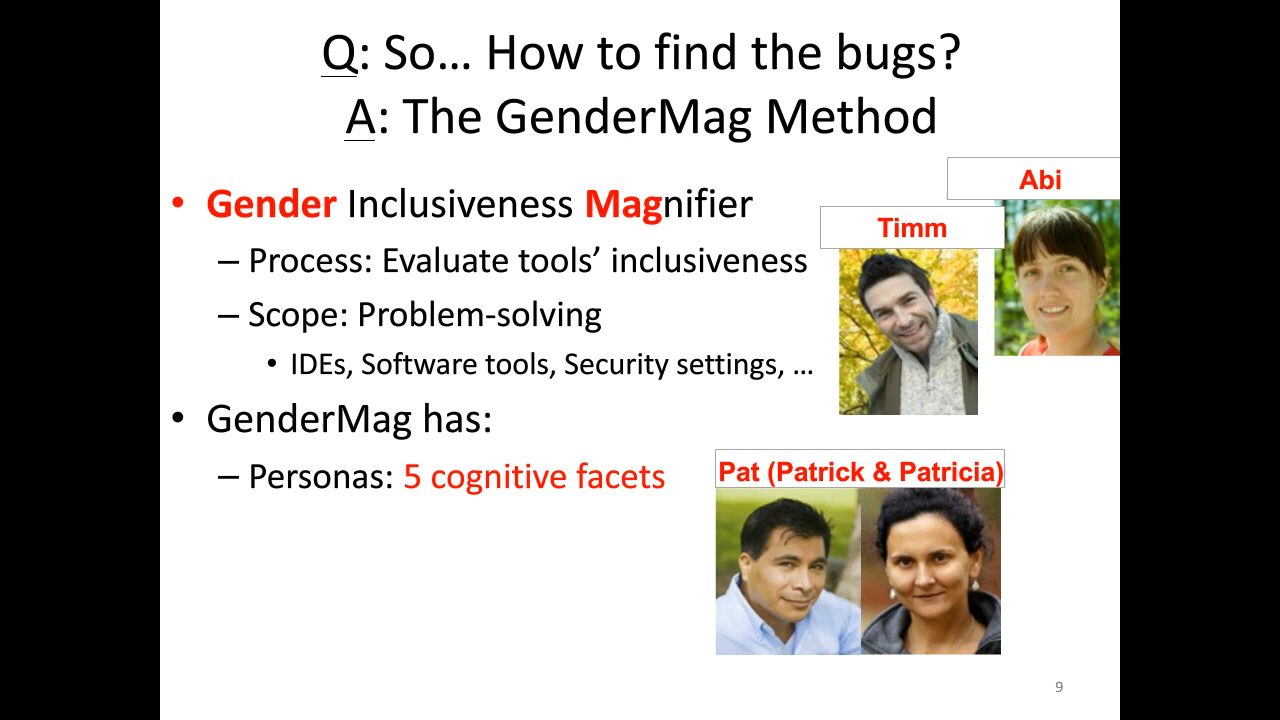 Q: So... How to find the bugs?
A: The GenderMag Method
• Gender Inclusiveness Magnifier
– Process: Evaluate tools’ inclusiveness
– Scope: Problem-solving
• IDEs, Software tools, Security settings, ...
• GenderMag has:
– Personas: 5 cognitive facets
Abi
Timm
Pat (Patrick & Patricia)
9